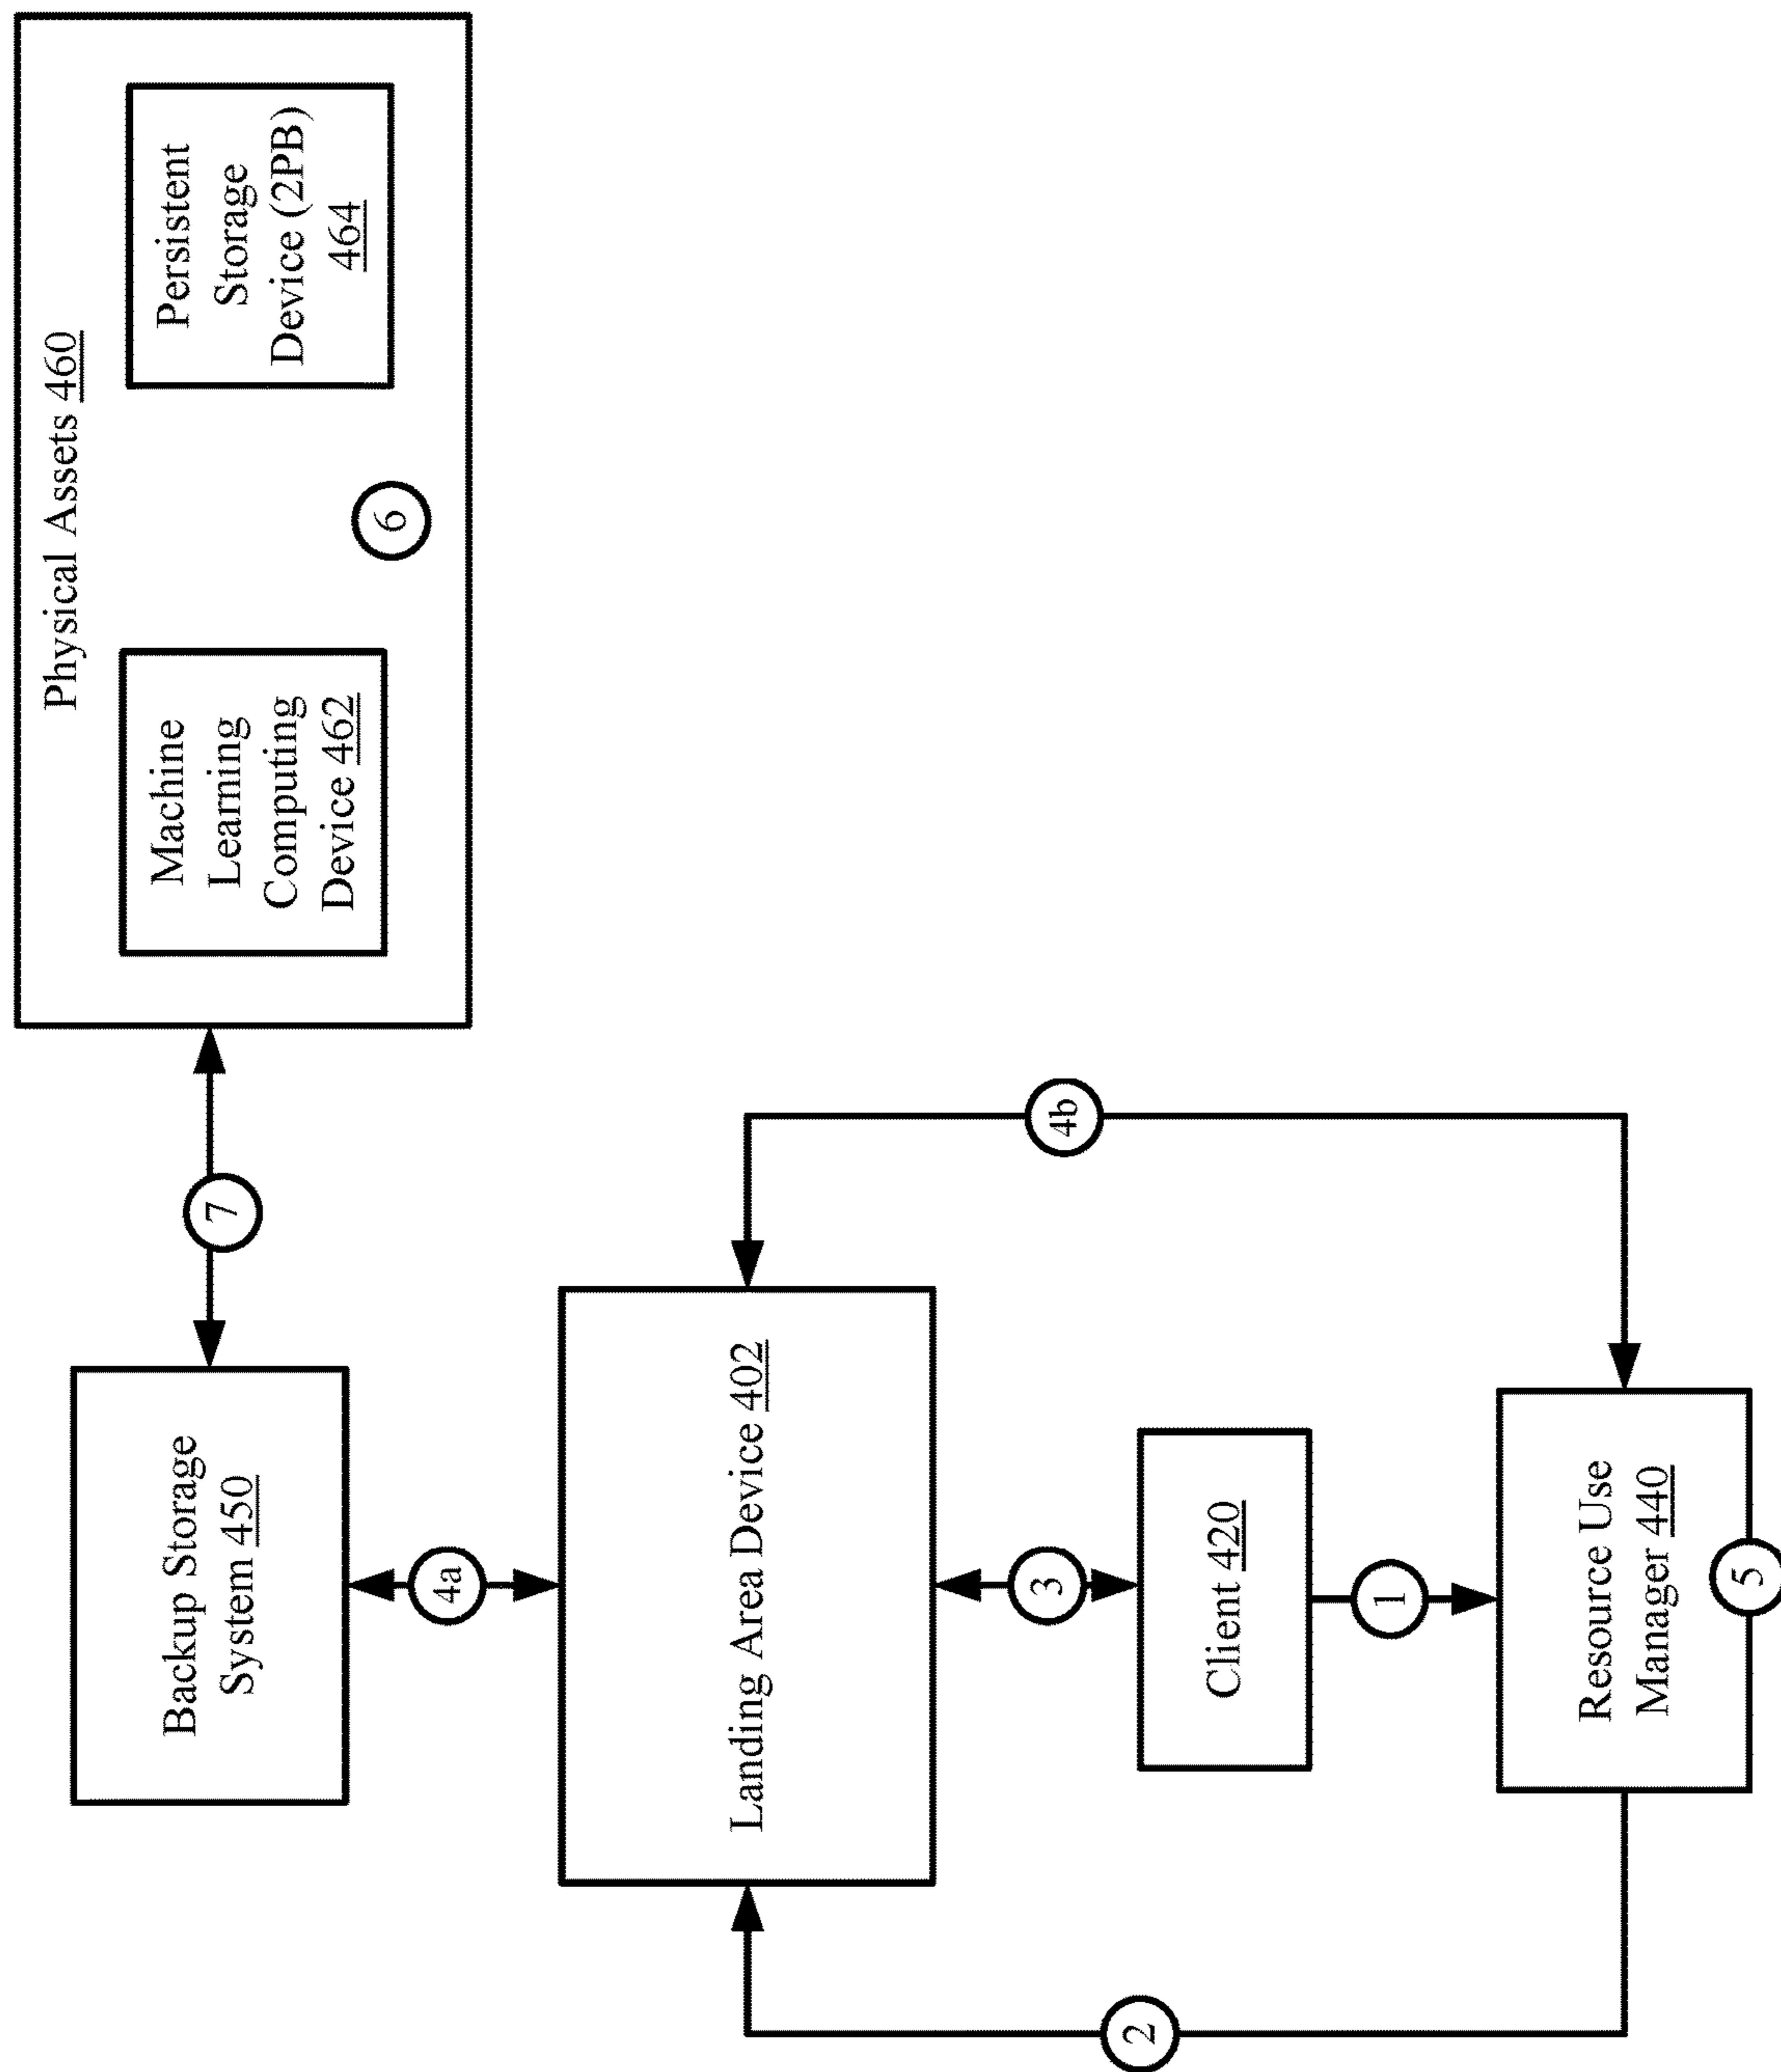 Physical Assets 460
Machine
Learning
Computing
Device 462
6
Persistent
Storage
Device (2PB)
464
7
Backup Storage
System 450
4a
Landing Area Device 402
2
3
4b
Client 420
1
Resource Use
Manager 440
5